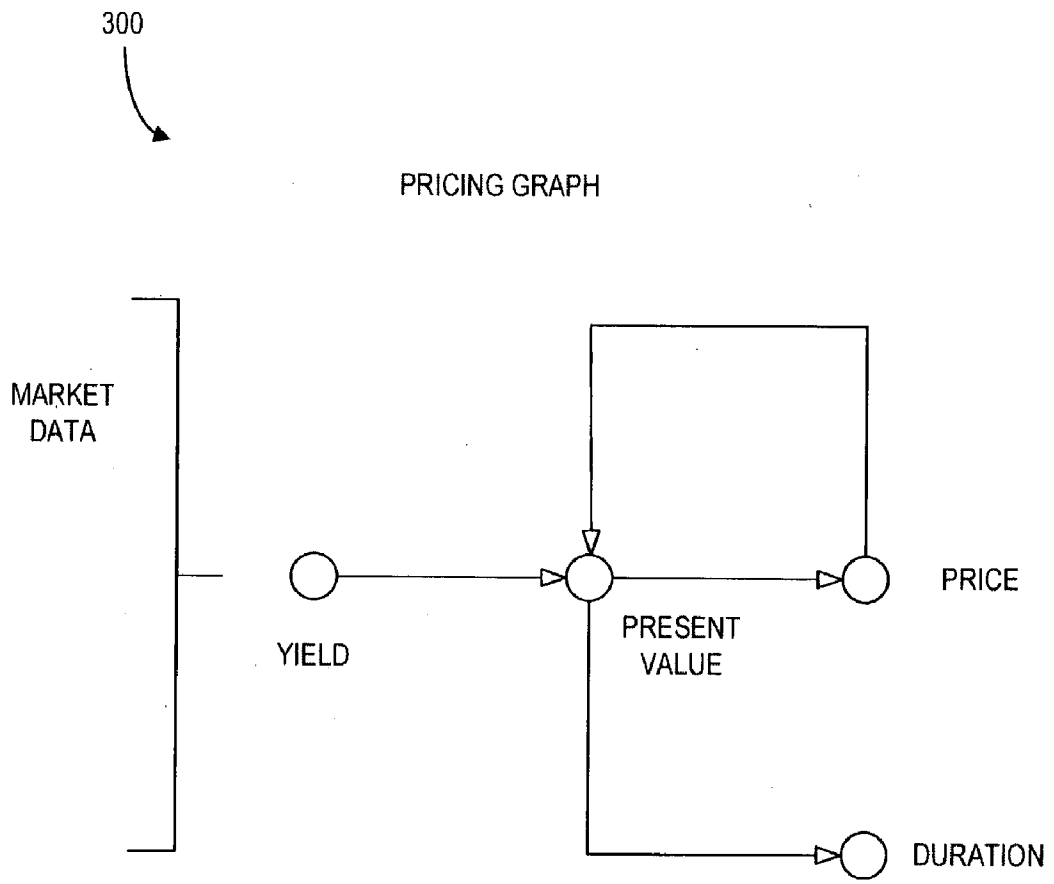 300
PRICING GRAPH
MARKET
DATA
PRICE
PRESENT
VALUE
YIELD
DURATION